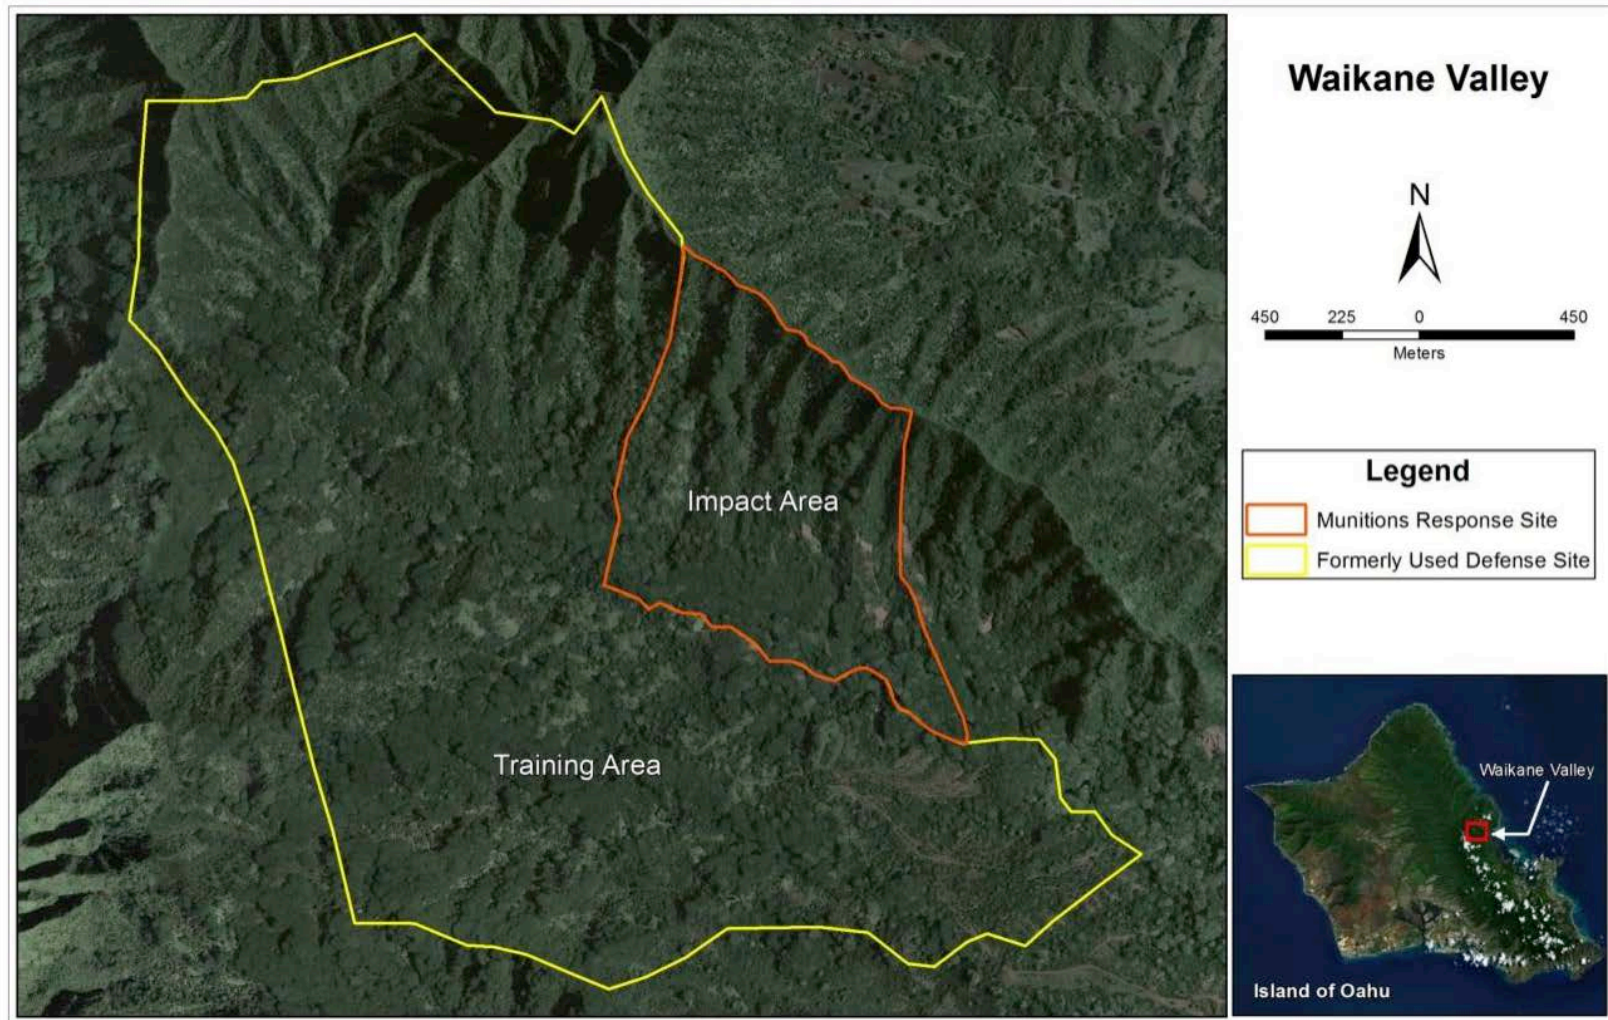 Waikane Valley
N
450 225 0 450
Meters
Legend
Munitions Response Site
Formerly Used Defense Site
Impact Area
Training Area
Waikane Valley
Island of Oahu